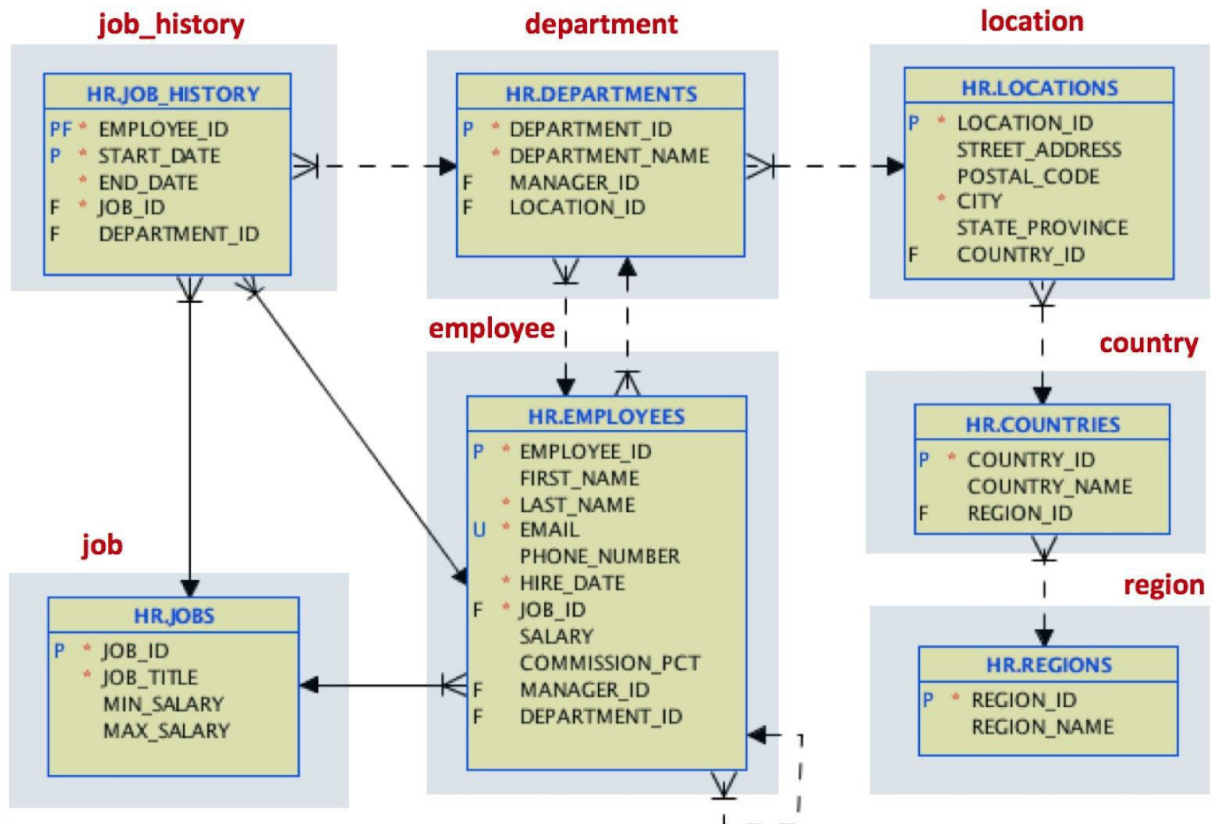 job_history
HR.JOB_HISTORY
PF * EMPLOYEE_ID
P * START_DATE
* END_DATE
F * JOB_ID
F DEPARTMENT_ID
department
HR.DEPARTMENTS
P * DEPARTMENT_ID
* DEPARTMENT_NAME
F MANAGER_ID
F LOCATION_ID
location
HR.LOCATIONS
P * LOCATION_ID
STREET_ADDRESS
POSTAL_CODE
* CITY
STATE_PROVINCE
F COUNTRY_ID
employee
HR.EMPLOYEES
P * EMPLOYEE_ID
FIRST_NAME
* LAST_NAME
U * EMAIL
PHONE_NUMBER
* HIRE_DATE
F * JOB_ID
SALARY
COMMISSION_PCT
F MANAGER_ID
F DEPARTMENT_ID
country
HR.COUNTRIES
P * COUNTRY_ID
COUNTRY_NAME
F REGION_ID
job
HR.JOBS
P * JOB_ID
* JOB_TITLE
MIN_SALARY
MAX_SALARY
region
HR.REGIONS
P * REGION_ID
REGION_NAME